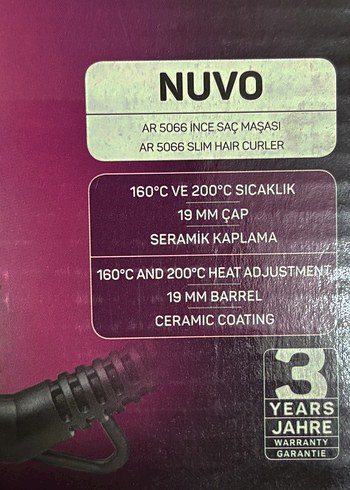 NUVO
AR 5066 İNCE SAÇ MAŞASI
AR 5066 SLIM HAIR CURLER
160°C VE 200°C SICAKLIK
19 MM ÇAP
SERAMİK KAPLAMA
160°C AND 200°C HEAT ADJUSTMENT
19 MM BARREL
CERAMIC COATING
3
YEARS
JAHRE
WARRANTY
GARANTIE